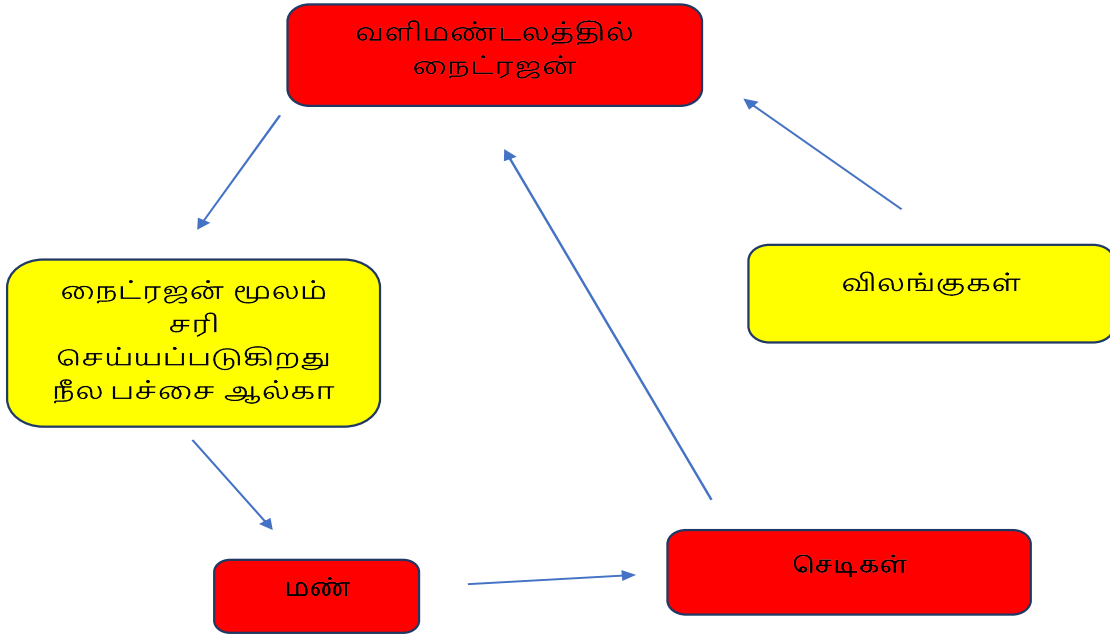 வளிமண்டலத்தில்
நைட்ரஜன்
நைட்ரஜன் மூலம்
சரி
செய்யப்படுகிறது
நீல பச்சை ஆல்கா
விலங்குகள்
மண்
செடிகள்